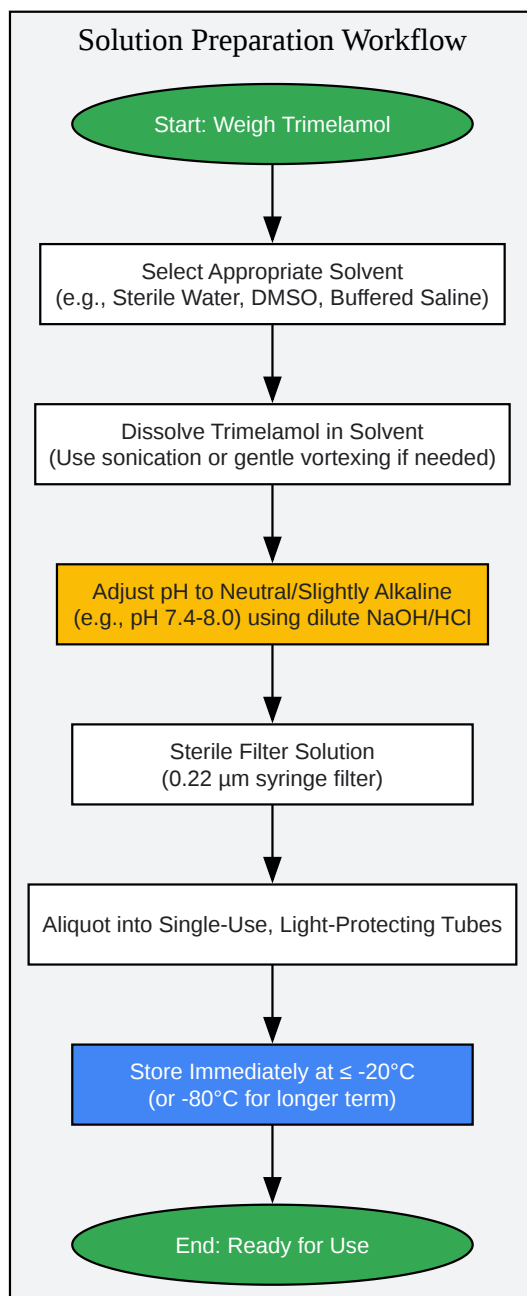 Solution Preparation Workflow
Start: Weigh Trimelamol
Select Appropriate Solvent
(e.g., Sterile Water, DMSO, Buffered Saline)
Dissolve Trimelamol in Solvent
(Use sonication or gentle vortexing if needed)
Adjust pH to Neutral/Slightly Alkaline
(e.g., pH 7.4-8.0) using dilute NaOH/HCl
Sterile Filter Solution
(0.22 µm syringe filter)
Aliquot into Single-Use, Light-Protecting Tubes
Store Immediately at ≤ -20°C
(or -80°C for longer term)
End: Ready for Use